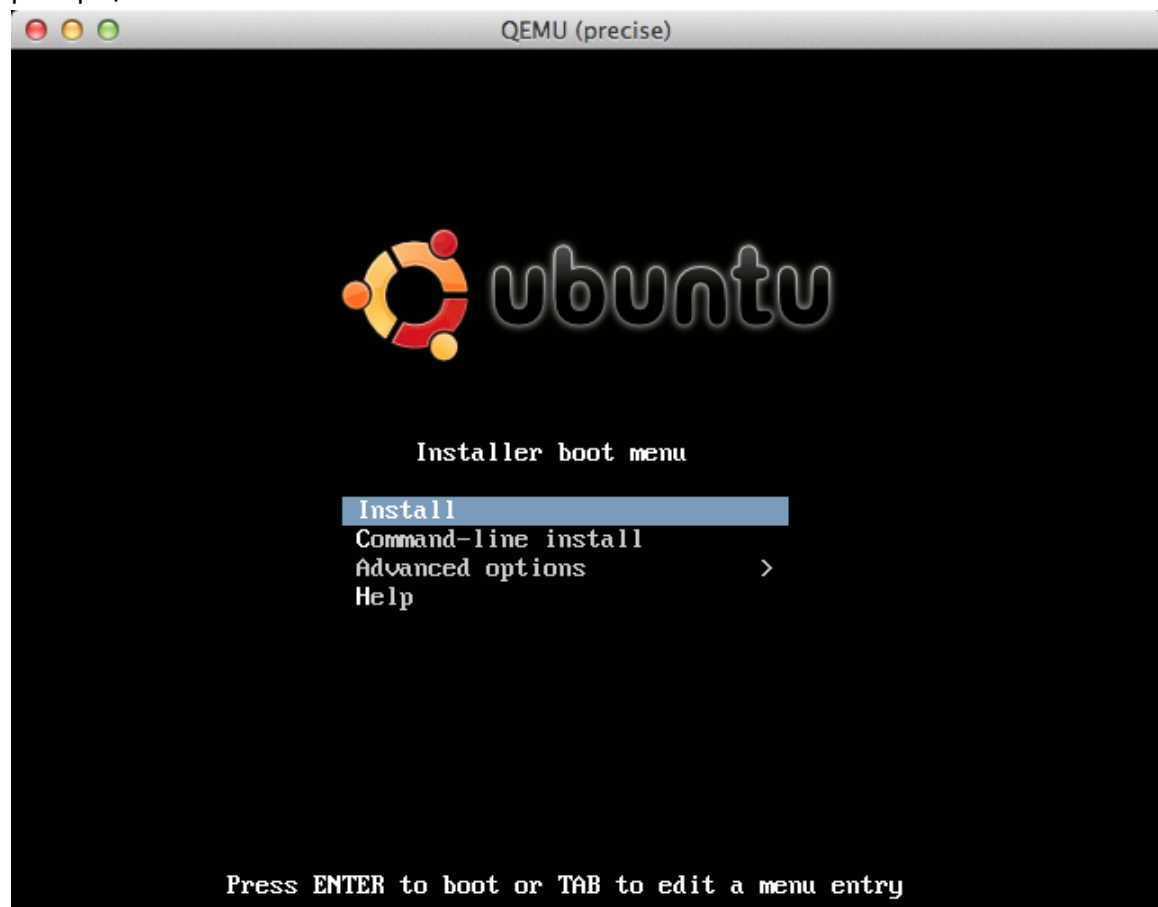 QEMU (precise)
ubuntu
Installer boot menu
Install
Command-line install
Advanced options >
Help
Press ENTER to boot or TAB to edit a menu entry